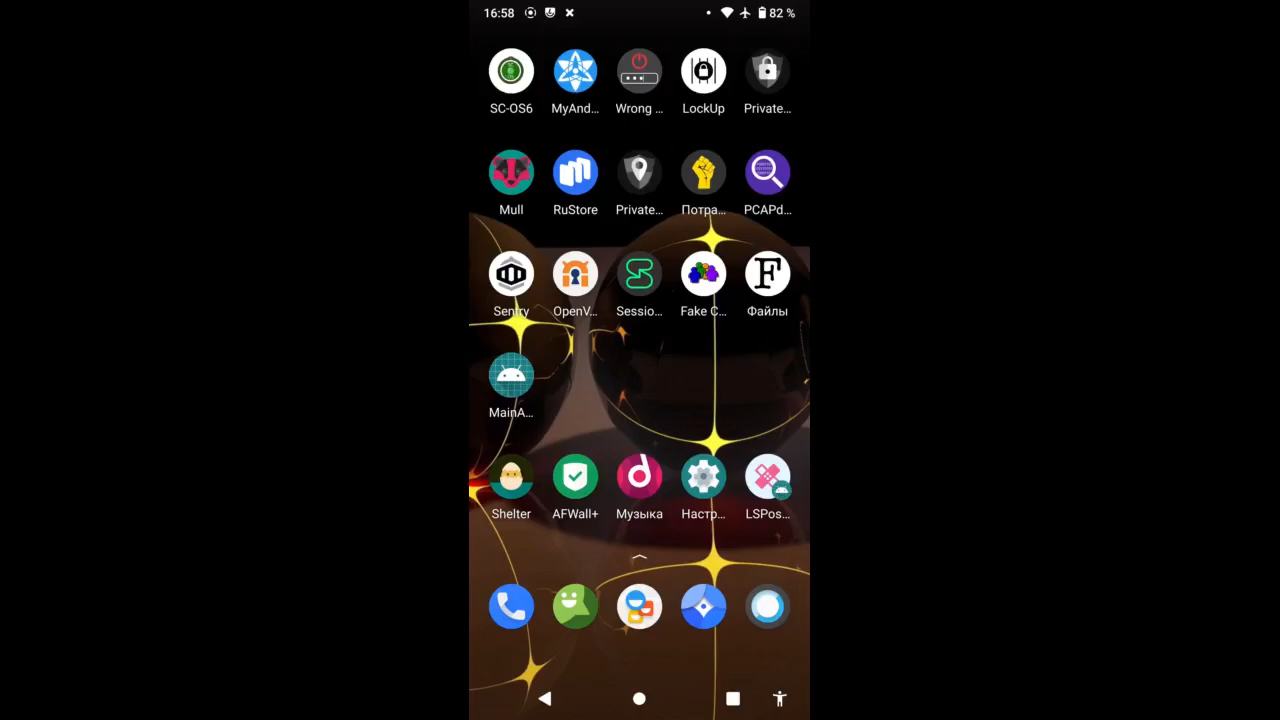 16:58 82 %
SC-OS6 MyAnd... Wrong ... LockUp Private...
Mull RuStore Private... Потра... PCAPd...
Sentry OpenV... Sessio... Fake C... Файлы
MainA...
Shelter AFWall+ Музыка Настр... LSPos...